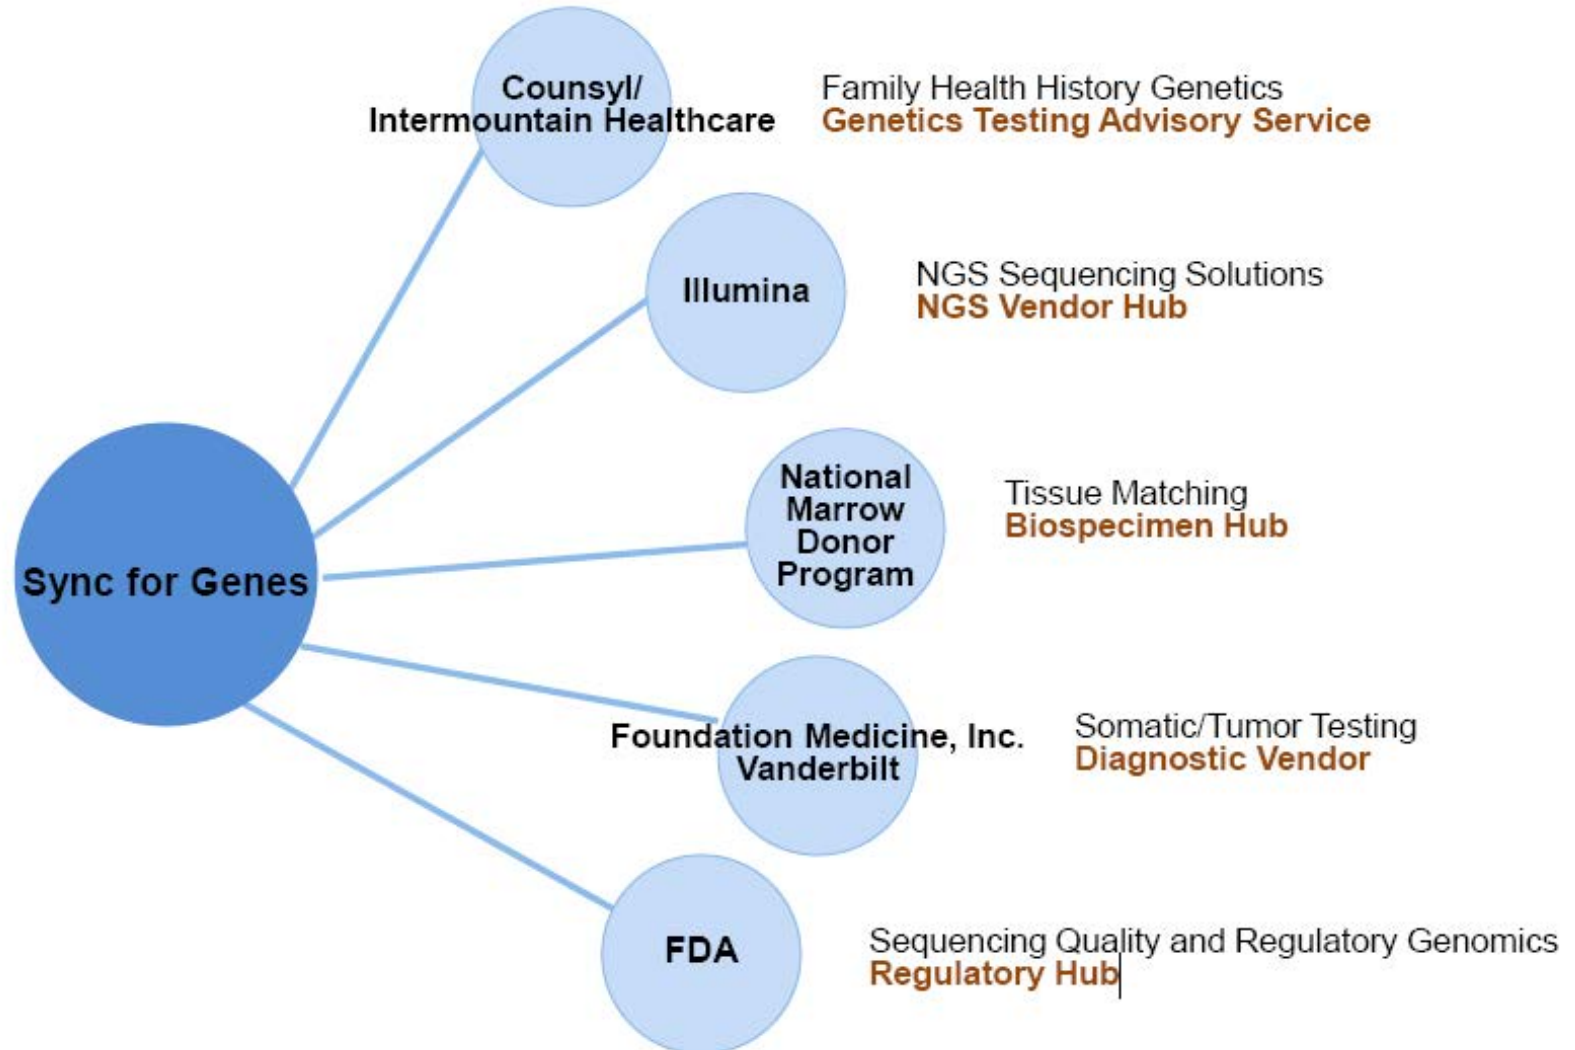 Counsyl/
Intermountain Healthcare
Family Health History Genetics
Genetics Testing Advisory Service
Illumina
NGS Sequencing Solutions
NGS Vendor Hub
National
Marrow
Donor
Program
Tissue Matching
Biospecimen Hub
Sync for Genes
Foundation Medicine, Inc.
Vanderbilt
Somatic/Tumor Testing
Diagnostic Vendor
FDA
Sequencing Quality and Regulatory Genomics
Regulatory Hub